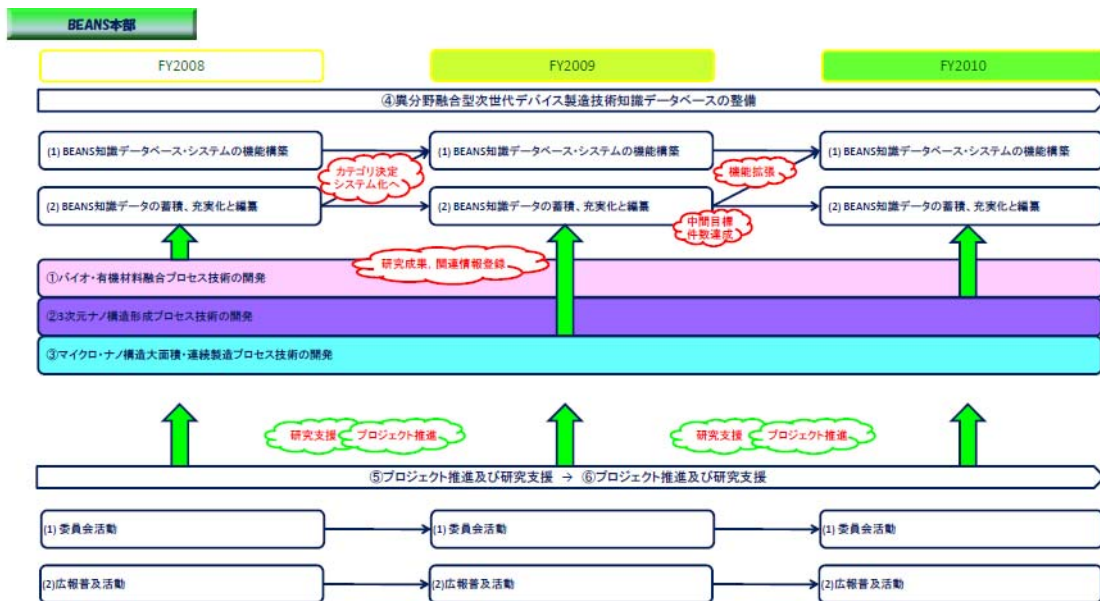 BEANS本部
FY2008
FY2009
FY2010
④異分野融合型次世代デバイス製造技術知識データベースの整備
(1) BEANS知識データベース・システムの機能構築
(1) BEANS知識データベース・システムの機能構築
(1) BEANS知識データベース・システムの機能構築
カテゴリ決定
システム化へ
機能拡張
(2) BEANS知識データの蓄積、充実化と編纂
(2) BEANS知識データの蓄積、充実化と編纂
(2) BEANS知識データの蓄積、充実化と編纂
中間目標
件数達成
研究成果，関連情報登録
①バイオ・有機材料融合プロセス技術の開発
②3次元ナノ構造形成プロセス技術の開発
③マイクロ・ナノ構造大面積・連続製造プロセス技術の開発
研究支援
プロジェクト推進
研究支援
プロジェクト推進
⑤プロジェクト推進及び研究支援 → ⑥プロジェクト推進及び研究支援
(1) 委員会活動
(1) 委員会活動
(1) 委員会活動
(2)広報普及活動
(2)広報普及活動
(2)広報普及活動